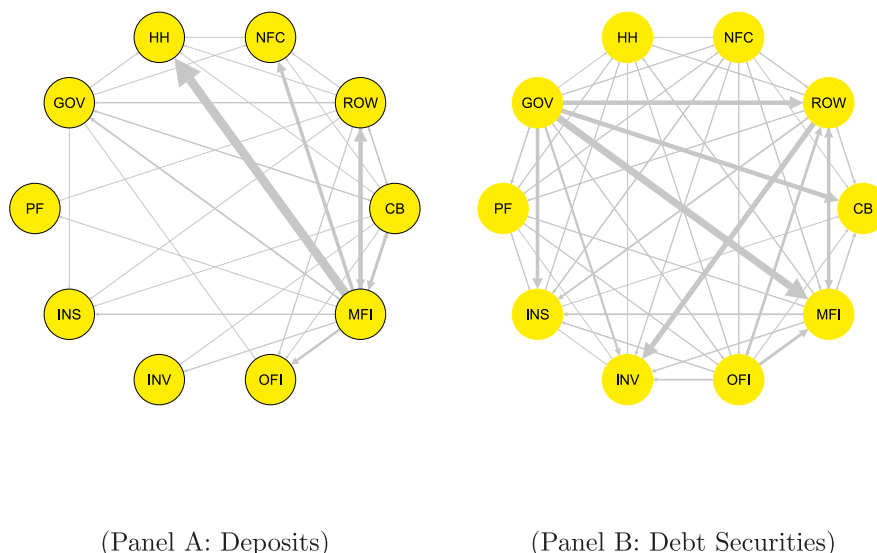 HH NFC HH NFC
GOV ROW GOV ROW
PF CB PF CB
INS MFI INS MFI
INV OFI INV OFI
(Panel A: Deposits) (Panel B: Debt Securities)